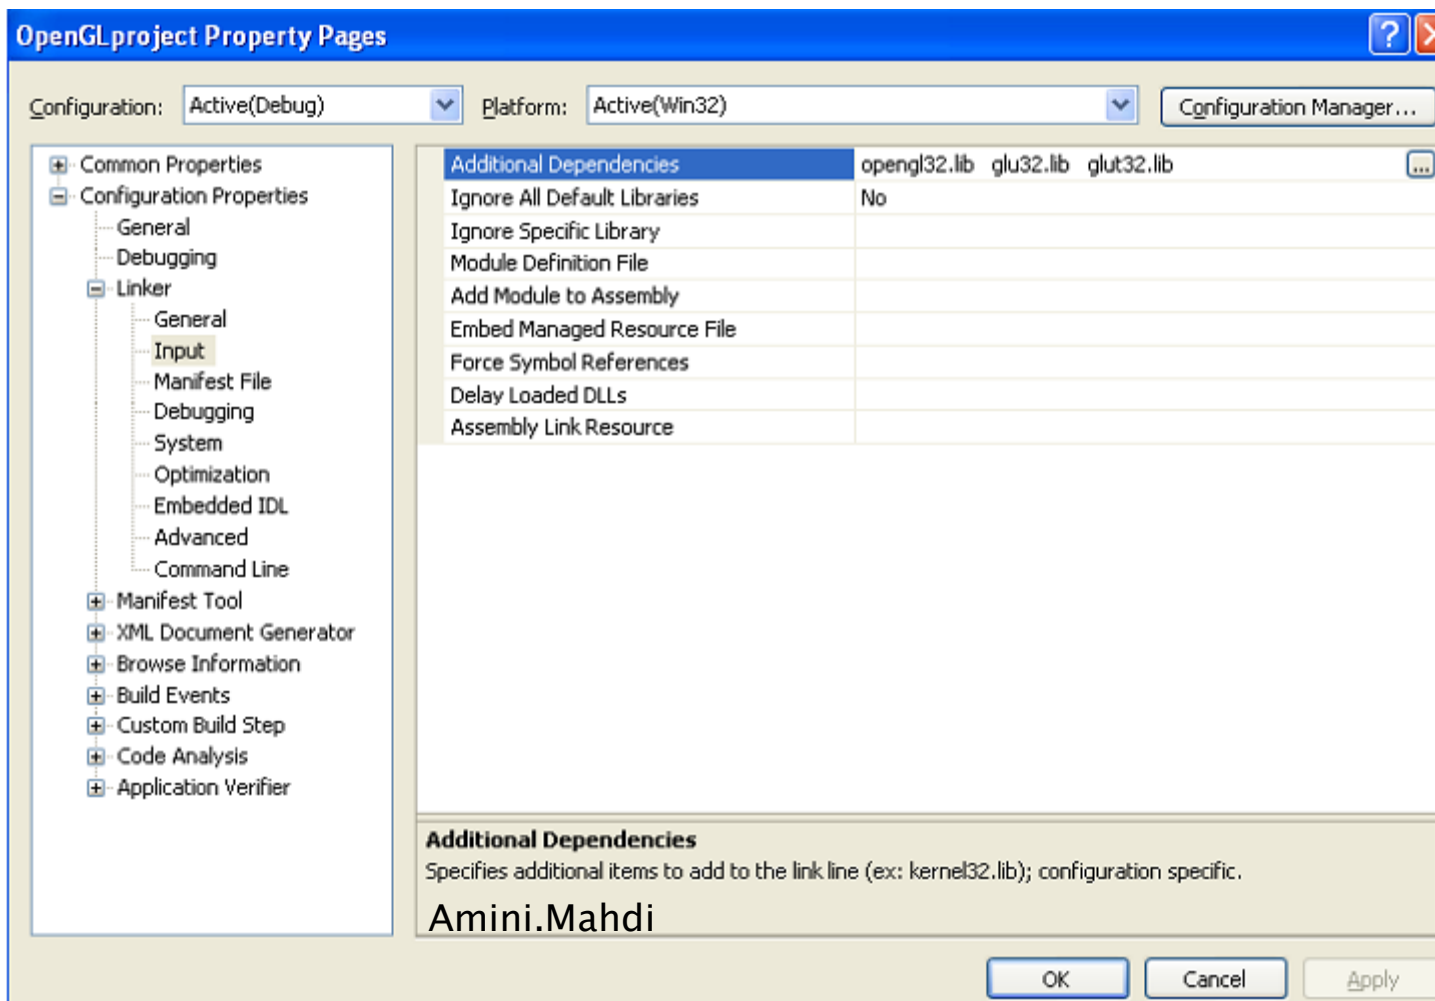 OpenGLproject Property Pages
Configuration: Active(Debug) Platform: Active(Win32) Configuration Manager...
Common Properties
Configuration Properties
General
Debugging
Linker
General
Input
Manifest File
Debugging
System
Optimization
Embedded IDL
Advanced
Command Line
Manifest Tool
XML Document Generator
Browse Information
Build Events
Custom Build Step
Code Analysis
Application Verifier
Additional Dependencies opengl32.lib glu32.lib glut32.lib ...
Ignore All Default Libraries No
Ignore Specific Library
Module Definition File
Add Module to Assembly
Embed Managed Resource File
Force Symbol References
Delay Loaded DLLs
Assembly Link Resource
Additional Dependencies
Specifies additional items to add to the link line (ex: kernel32.lib); configuration specific.
Amini.Mahdi
OK Cancel Apply